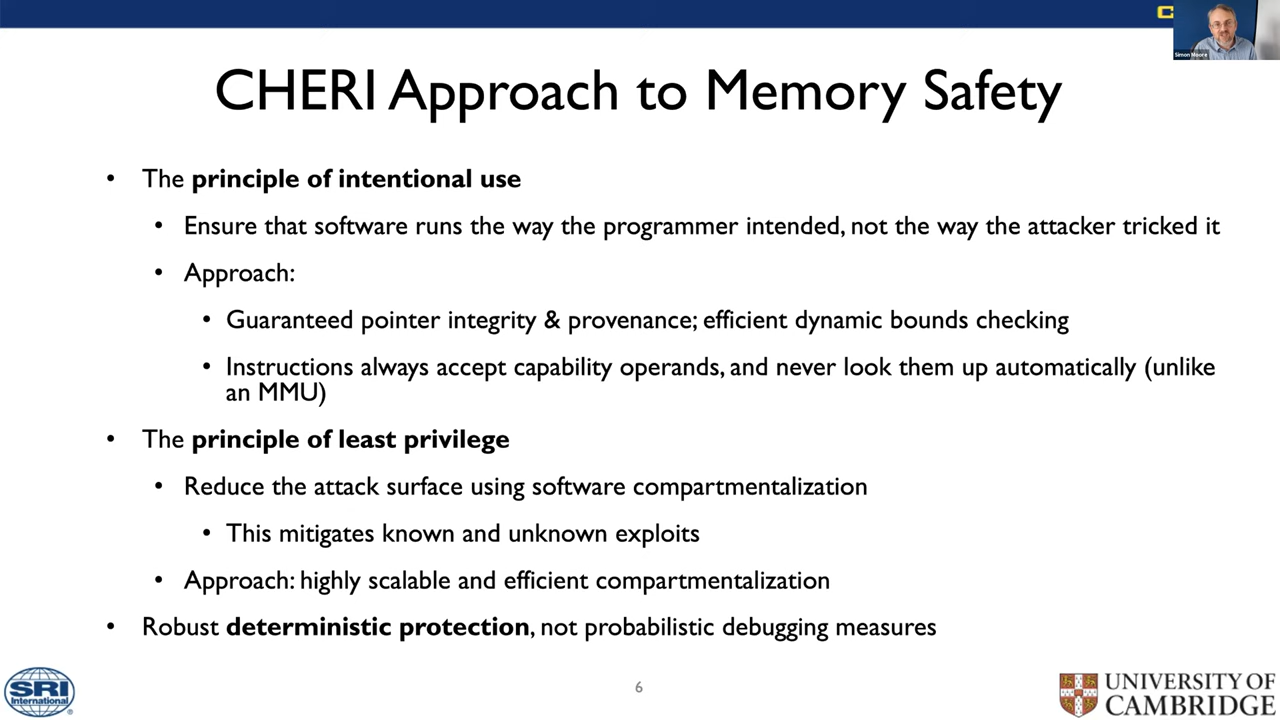 C
Simon Moore
CHERI Approach to Memory Safety
• The principle of intentional use
• Ensure that software runs the way the programmer intended, not the way the attacker tricked it
• Approach:
• Guaranteed pointer integrity & provenance; efficient dynamic bounds checking
• Instructions always accept capability operands, and never look them up automatically (unlike
an MMU)
• The principle of least privilege
• Reduce the attack surface using software compartmentalization
• This mitigates known and unknown exploits
• Approach: highly scalable and efficient compartmentalization
• Robust deterministic protection, not probabilistic debugging measures
SRI
International®
6
UNIVERSITY OF
CAMBRIDGE